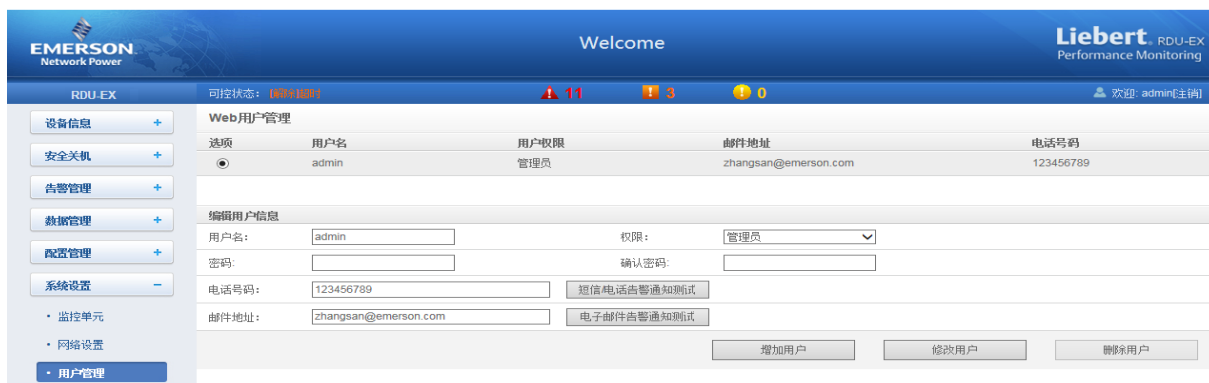 EMERSON
Network Power
Welcome
Liebert® RDU-EX
Performance Monitoring
RDU-EX
可控状态: 11 3 0 欢迎: admin[主销]
设备信息 +
安全关机 +
告警管理 +
数据管理 +
配置管理 +
系统设置 −
· 监控单元
· 网络设置
· 用户管理
Web用户管理
选项 用户名 用户权限 邮件地址 电话号码
admin 管理员 zhangsan@emerson.com 123456789
编辑用户信息
用户名: admin 权限: 管理员
密码: 确认密码:
电话号码: 123456789 短信/电话告警通知测试
邮件地址: zhangsan@emerson.com 电子邮件告警通知测试
增加用户 修改用户 删除用户